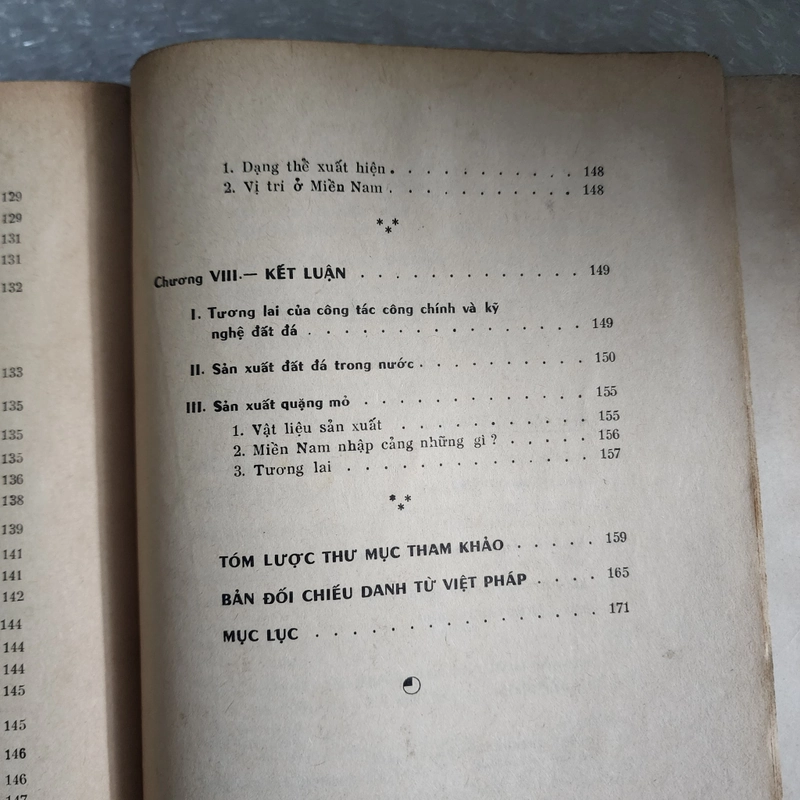 129
129
131
131
132
133
135
135
135
136
138
139
141
141
142
144
144
144
145
145
146
146
147
1. Dạng thể xuất hiện . . . . . . . . . . . 148
2. Vị trí ở Miền Nam . . . . . . . . . . . 148
* * *
Chương VIII.— KẾT LUẬN . . . . . . . . . . . . . 149
I. Tương lai của công tác công chính và kỹ
nghệ đất đá . . . . . . . . . . . . . . . 149
II. Sản xuất đất đá trong nước . . . . . . . . . 150
III. Sản xuất quặng mỏ . . . . . . . . . . . . 155
1. Vật liệu sản xuất . . . . . . . . . . . 155
2. Miền Nam nhập cảng những gì ? . . . . . 156
3. Tương lai . . . . . . . . . . . . . 157
* * *
TÓM LƯỢC THƯ MỤC THAM KHẢO . . . . . 159
BẢN ĐỐI CHIẾU DANH TỪ VIỆT PHÁP . . . . 165
MỤC LỤC . . . . . . . . . . . . . . . 171